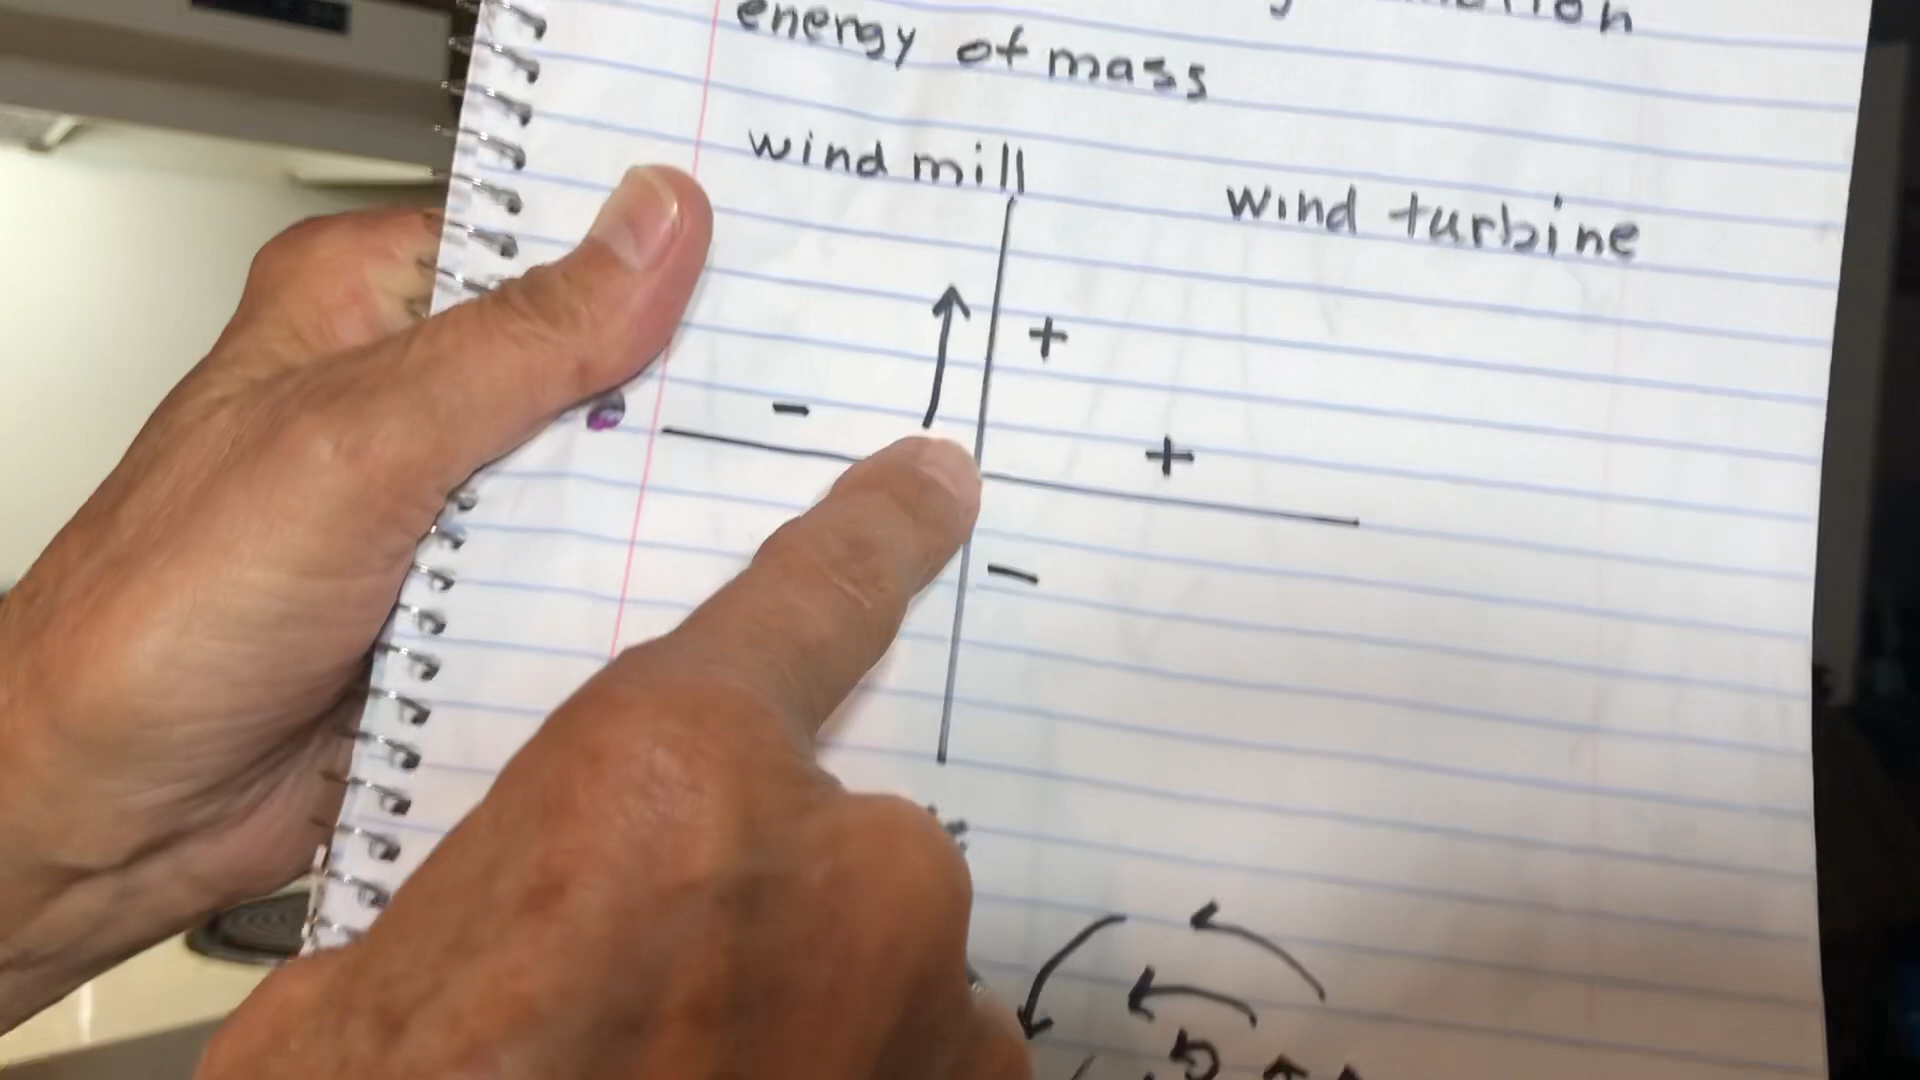 energy of mass
wind mill
wind turbine
+
-
+
-